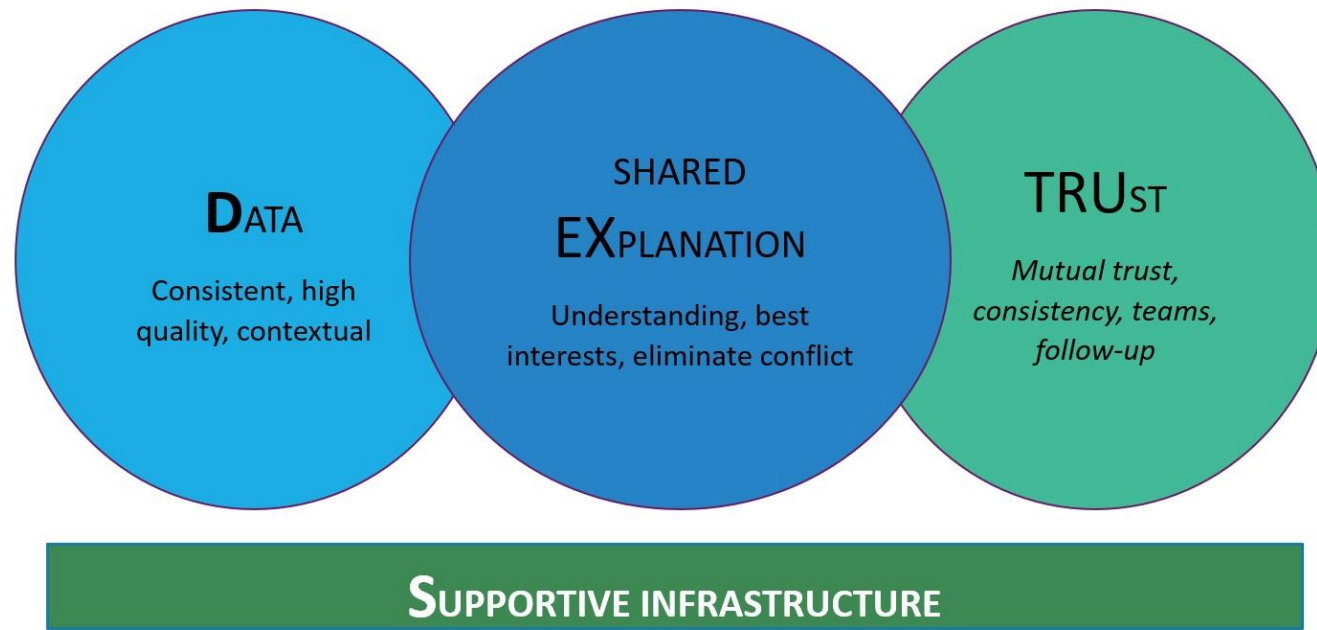 DATA
Consistent, high
quality, contextual
SHARED
EXPLANATION
Understanding, best
interests, eliminate conflict
TRUST
Mutual trust,
consistency, teams,
follow-up
SUPPORTIVE INFRASTRUCTURE